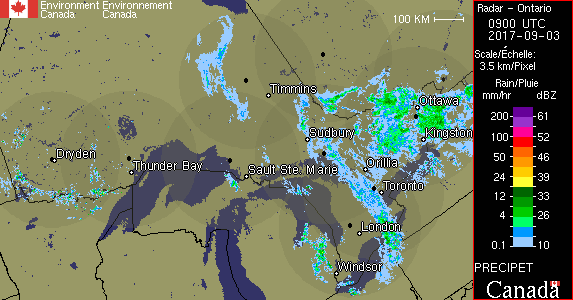 Environment Environnement
Canada Canada
100 KM
Timmins
Ottawa
Sudbury
Kingston
Dryden
Thunder Bay
Sault Ste. Marie
Orillia
Toronto
London
Windsor
Radar - Ontario
0900 UTC
2017-09-03
Scale/Échelle:
3.5 km/Pixel
Rain/Pluie
mm/hr dBZ
200 61
100 52
50 46
24 39
12 33
4 26
0.1 10
PRECIPET
Canada